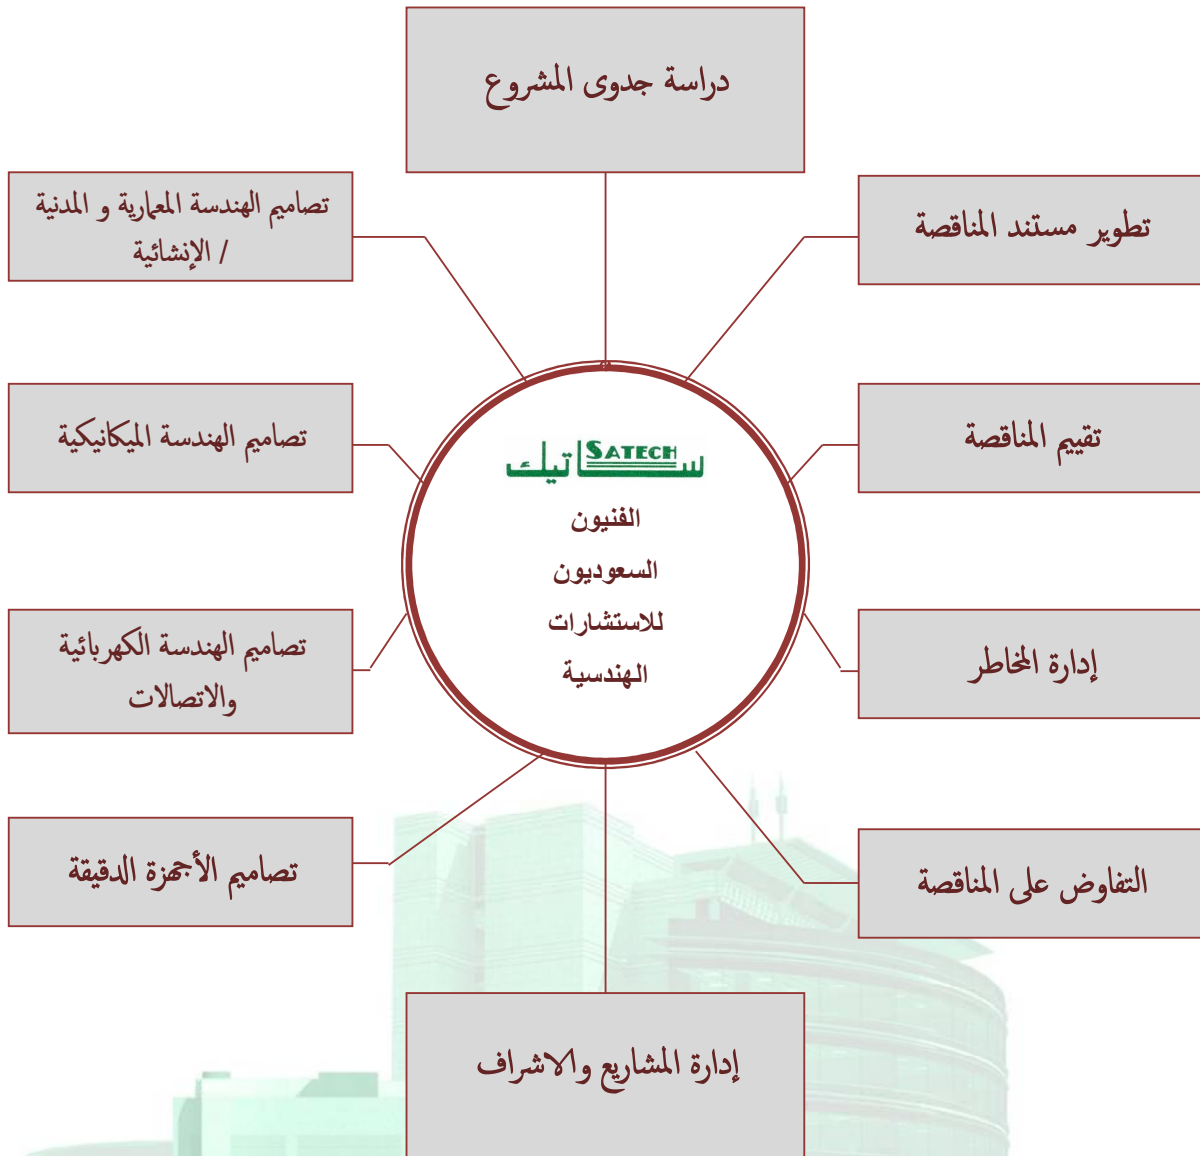 دراسة جدوى المشروع
تطوير مستند المناقصة
تصاميم الهندسة المعمارية و المدنية
/ الإنشائية
تقييم المناقصة
تصاميم الهندسة الميكانيكية
ساتيك SATECH
الفنيون
السعوديون
للاستشارات
الهندسية
إدارة المخاطر
تصاميم الهندسة الكهربائية
والاتصالات
التفاوض على المناقصة
تصاميم الأجهزة الدقيقة
إدارة المشاريع والاشراف